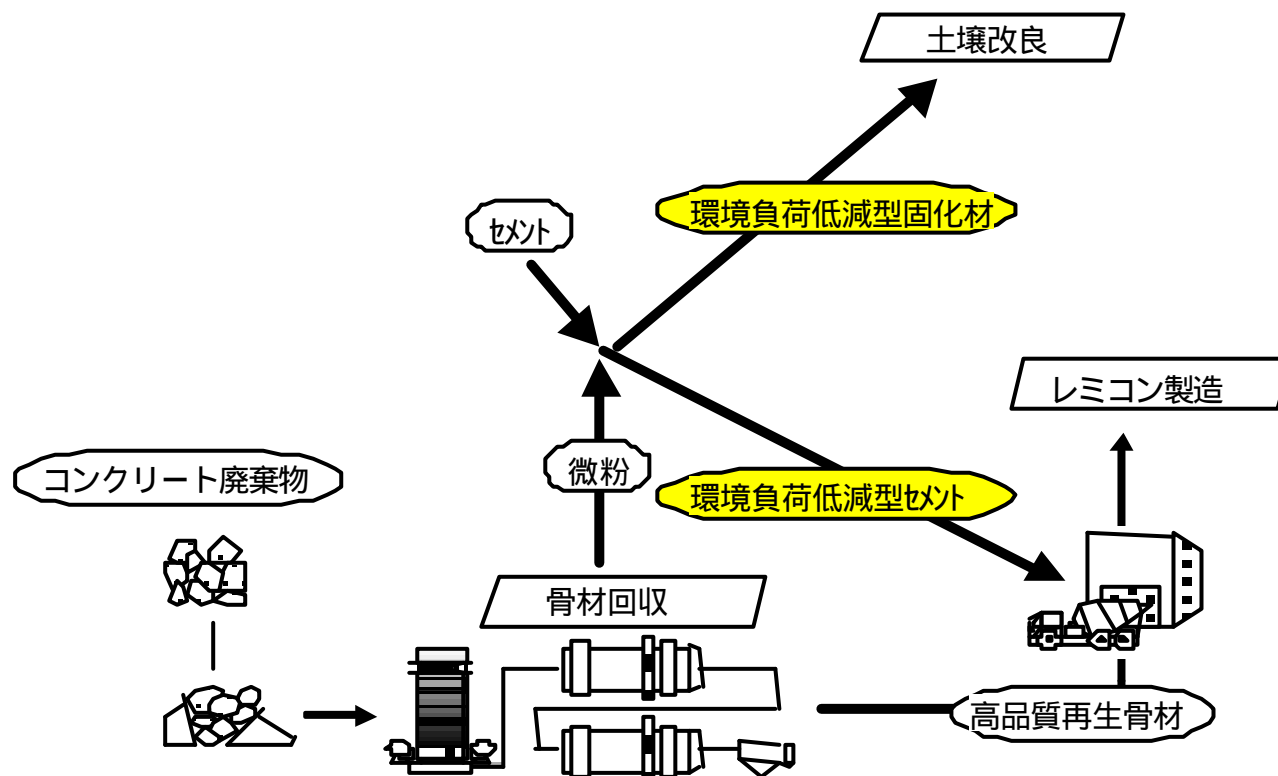 土壌改良
環境負荷低減型固化材
ｾﾒﾝﾄ
レミコン製造
コンクリート廃棄物
微粉
環境負荷低減型ｾﾒﾝﾄ
骨材回収
高品質再生骨材